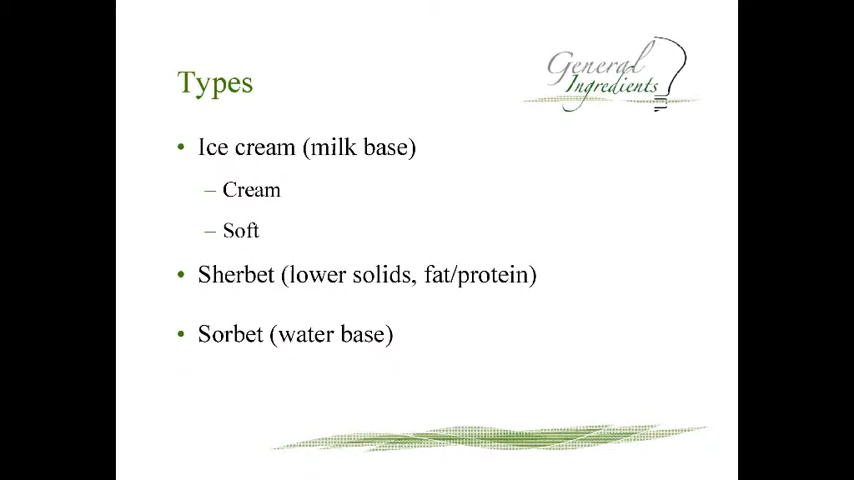 General
Ingredients
Types
• Ice cream (milk base)
– Cream
– Soft
• Sherbet (lower solids, fat/protein)
• Sorbet (water base)